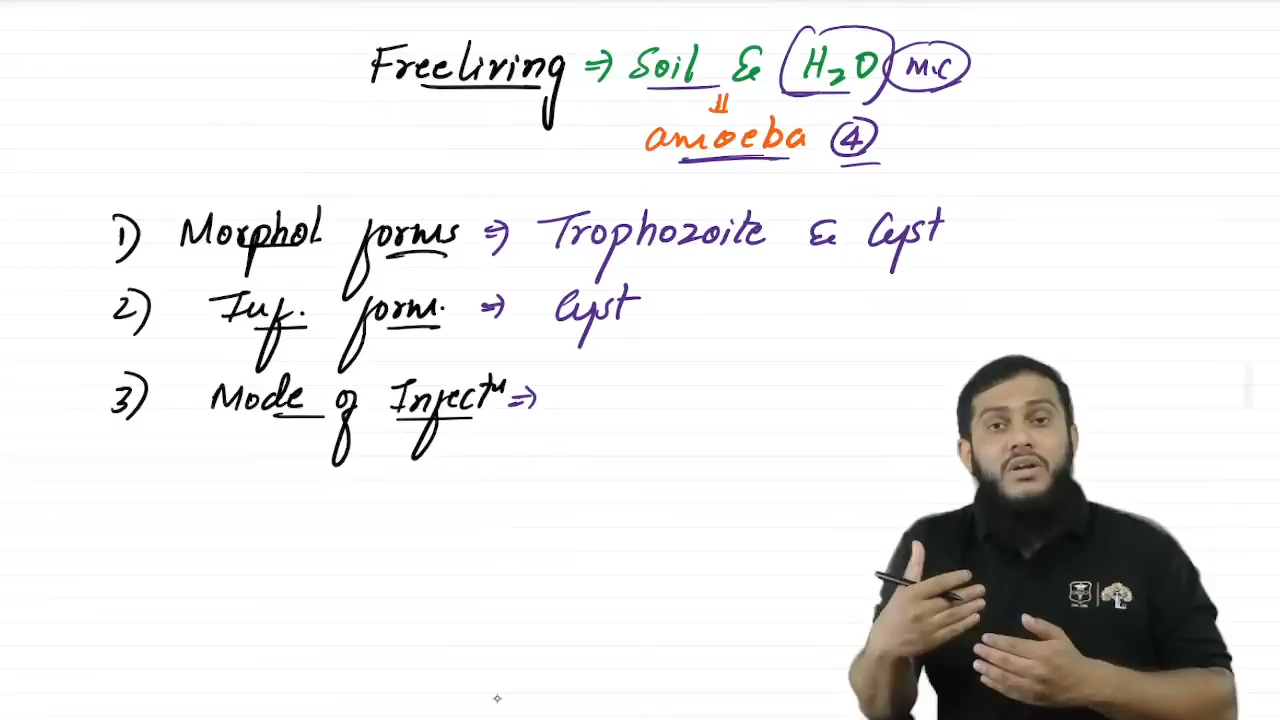 Freeliving ⇒ Soil & H₂O m.c
amoeba 4
1) Morphol forms ⇒ Trophozoite & Cyst
2) Inf. form. ⇒ Cyst
3) Mode of Infectn ⇒